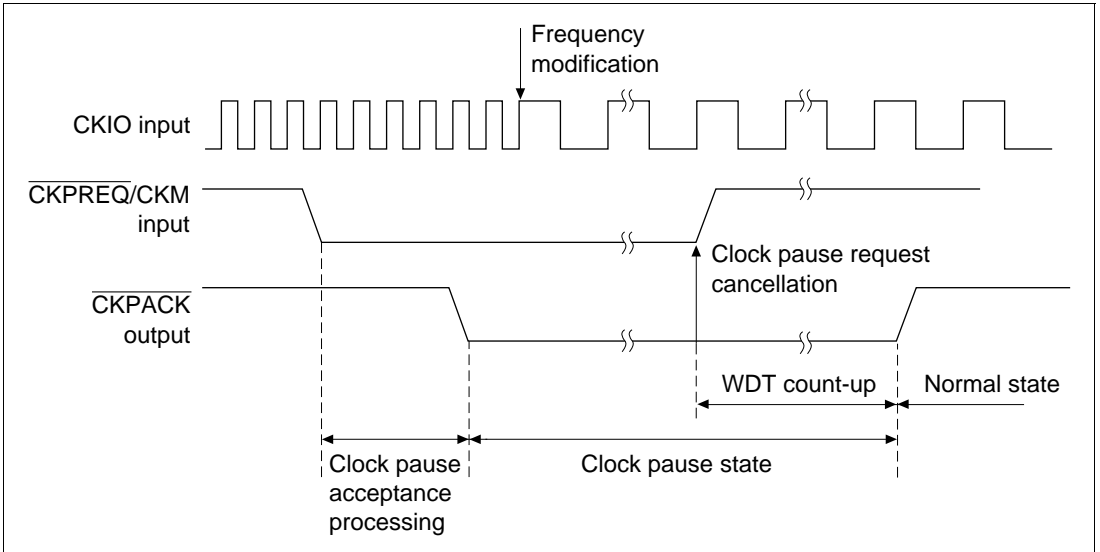 Frequency
modification
CKIO input
CKPREQ/CKM
input
Clock pause request
cancellation
CKPACK
output
WDT count-up
Normal state
Clock pause
acceptance
processing
Clock pause state